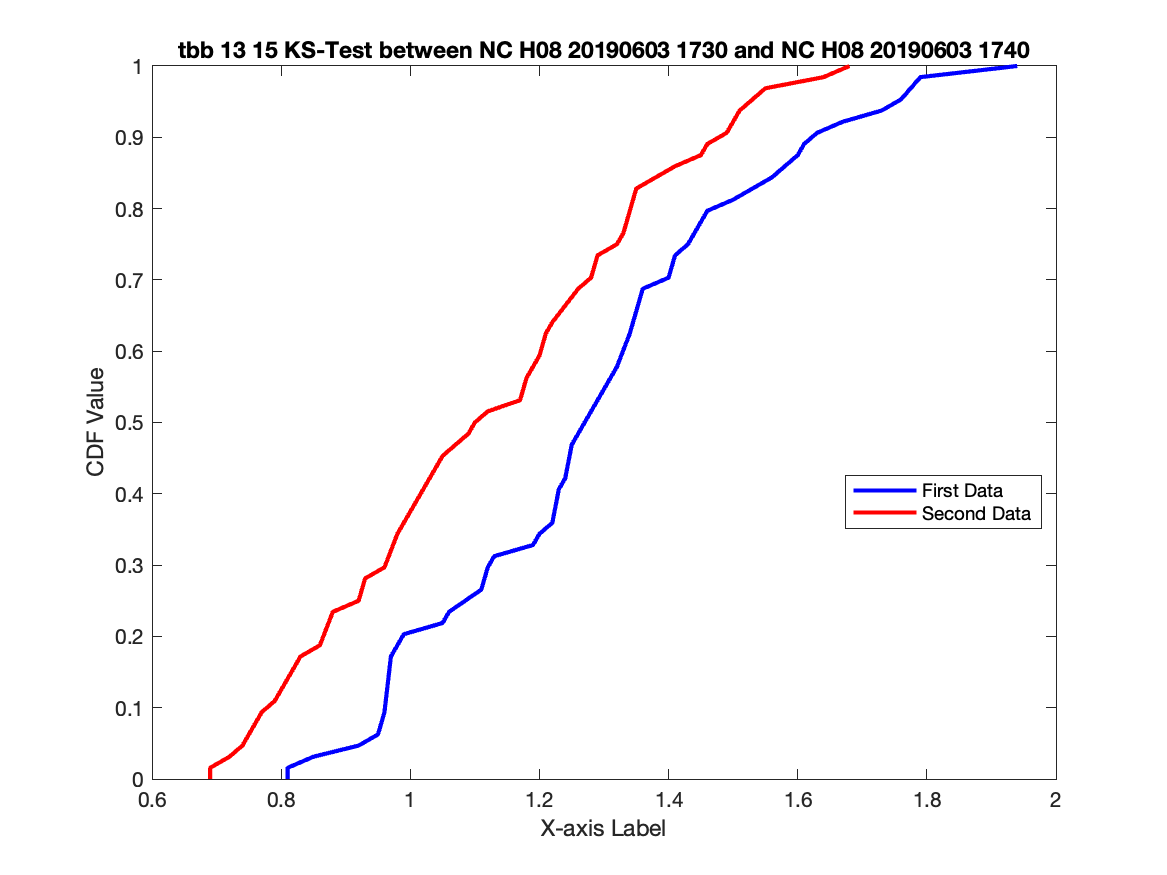 tbb 13 15 KS-Test between NC H08 20190603 1730 and NC H08 20190603 1740
1
0.9
0.8
0.7
0.6
0.5
0.4
0.3
0.2
0.1
0
CDF Value
First Data
Second Data
0.6 0.8 1 1.2 1.4 1.6 1.8 2
X-axis Label